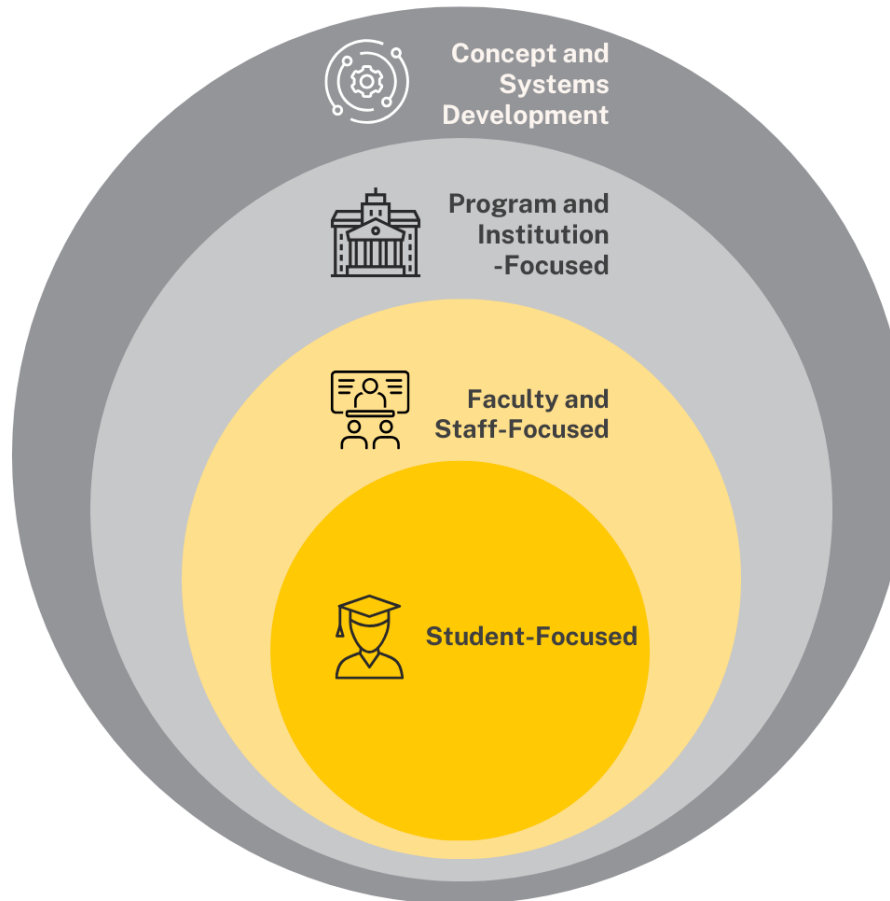 Concept and
Systems
Development
Program and
Institution
-Focused
Faculty and
Staff-Focused
Student-Focused